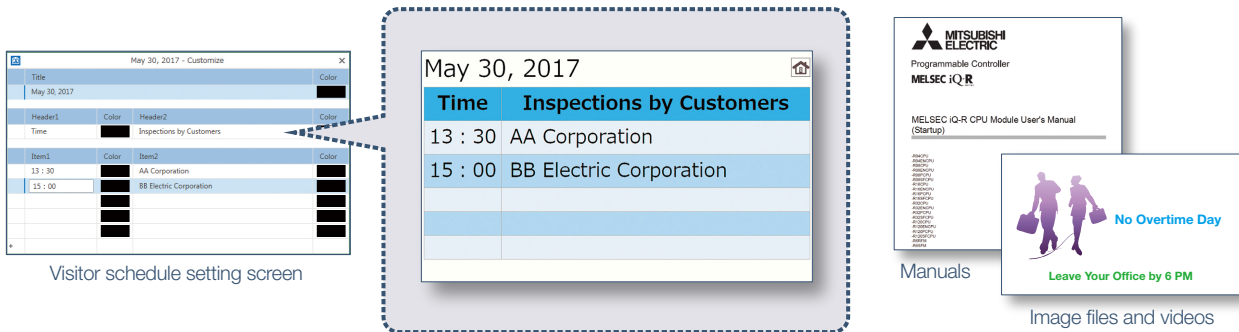 May 30, 2017 - Customize
Title Color
May 30, 2017
Header1 Color Header2 Color
Time Inspections by Customers
Item1 Color Item2 Color
13 : 30 AA Corporation
15 : 00 BB Electric Corporation
Visitor schedule setting screen
May 30, 2017
Time Inspections by Customers
13 : 30 AA Corporation
15 : 00 BB Electric Corporation
MITSUBISHI
ELECTRIC
Programmable Controller
MELSEC iQ-R
MELSEC iQ-R CPU Module User's Manual
(Startup)
Manuals
No Overtime Day
Leave Your Office by 6 PM
Image files and videos